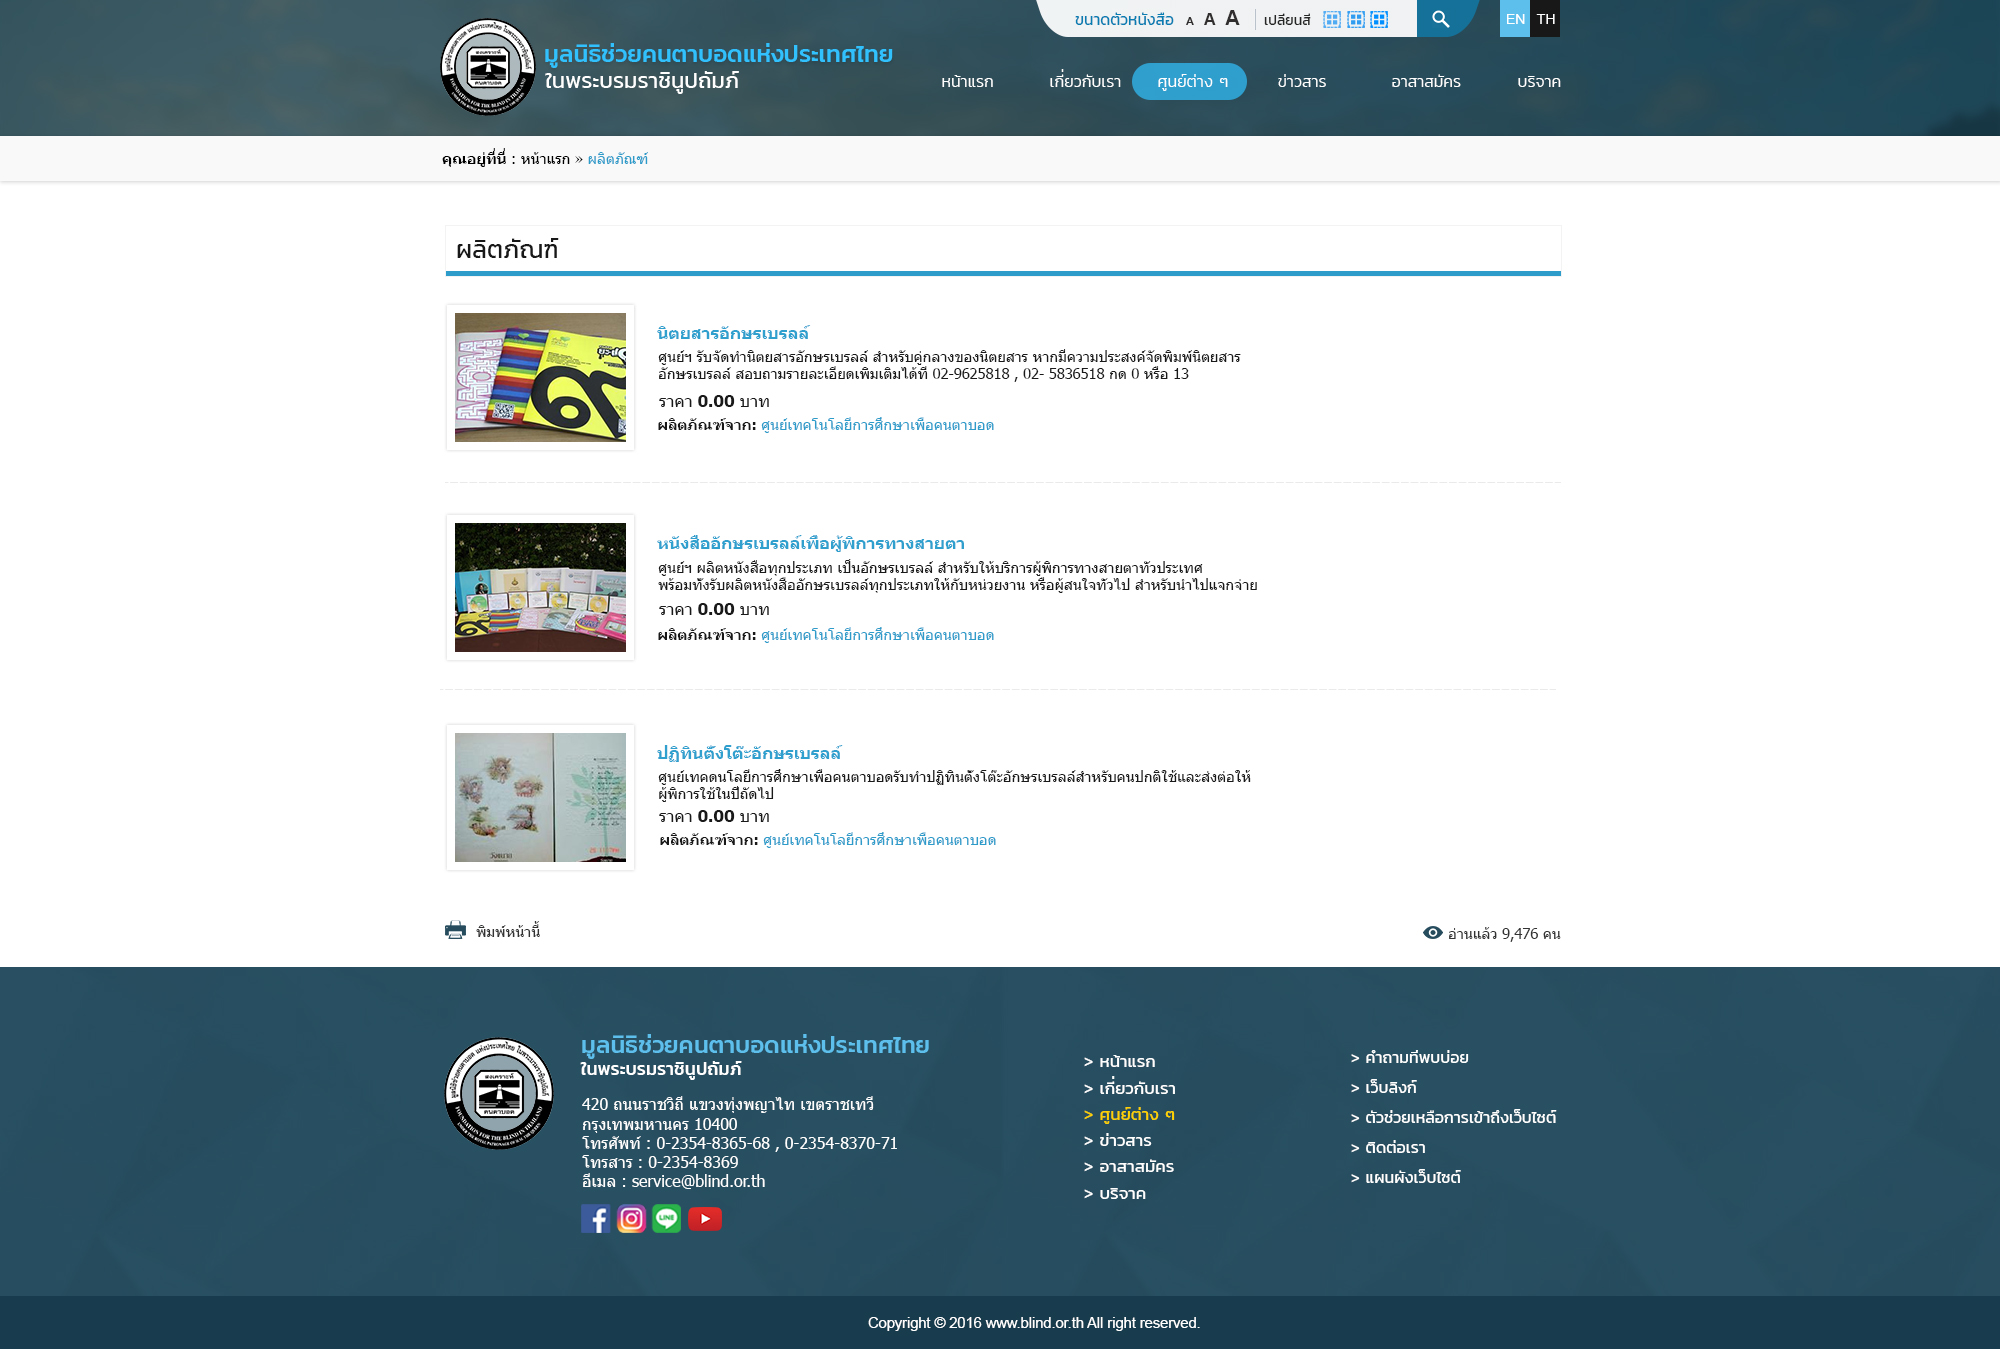 ขนาดตัวหนังสือ A A A เปลี่ยนสี
EN TH
มูลนิธิช่วยคนตาบอดแห่งประเทศไทย
ในพระบรมราชินูปถัมภ์
หน้าแรก เกี่ยวกับเรา ศูนย์ต่าง ๆ ข่าวสาร อาสาสมัคร บริจาค
คุณอยู่ที่นี่ : หน้าแรก » ผลิตภัณฑ์
ผลิตภัณฑ์
นิตยสารอักษรเบรลล์
ศูนย์ฯ รับจัดทำนิตยสารอักษรเบรลล์ สำหรับคู่กลางของนิตยสาร หากมีความประสงค์จัดพิมพ์นิตยสาร
อักษรเบรลล์ สอบถามรายละเอียดเพิ่มเติมได้ที่ 02-9625818 , 02- 5836518 กด 0 หรือ 13
ราคา 0.00 บาท
ผลิตภัณฑ์จาก: ศูนย์เทคโนโลยีการศึกษาเพื่อคนตาบอด
หนังสืออักษรเบรลล์เพื่อผู้พิการทางสายตา
ศูนย์ฯ ผลิตหนังสือทุกประเภท เป็นอักษรเบรลล์ สำหรับให้บริการผู้พิการทางสายตาทั่วประเทศ
พร้อมทั้งรับผลิตหนังสืออักษรเบรลล์ทุกประเภทให้กับหน่วยงาน หรือผู้สนใจทั่วไป สำหรับนำไปแจกจ่าย
ราคา 0.00 บาท
ผลิตภัณฑ์จาก: ศูนย์เทคโนโลยีการศึกษาเพื่อคนตาบอด
ปฏิทินตั้งโต๊ะอักษรเบรลล์
ศูนย์เทคดนโลยีการศึกษาเพื่อคนตาบอดรับทำปฏิทินตั้งโต๊ะอักษรเบรลล์สำหรับคนปกติใช้และส่งต่อให้
ผู้พิการใช้ในปีถัดไป
ราคา 0.00 บาท
ผลิตภัณฑ์จาก: ศูนย์เทคโนโลยีการศึกษาเพื่อคนตาบอด
พิมพ์หน้านี้
อ่านแล้ว 9,476 คน
มูลนิธิช่วยคนตาบอดแห่งประเทศไทย
ในพระบรมราชินูปถัมภ์
420 ถนนราชวิถี แขวงทุ่งพญาไท เขตราชเทวี
กรุงเทพมหานคร 10400
โทรศัพท์ : 0-2354-8365-68 , 0-2354-8370-71
โทรสาร : 0-2354-8369
อีเมล : service@blind.or.th
> หน้าแรก
> เกี่ยวกับเรา
> ศูนย์ต่าง ๆ
> ข่าวสาร
> อาสาสมัคร
> บริจาค
> คำถามที่พบบ่อย
> เว็บลิงก์
> ตัวช่วยเหลือการเข้าถึงเว็บไซต์
> ติดต่อเรา
> แผนผังเว็บไซต์
Copyright © 2016 www.blind.or.th All right reserved.